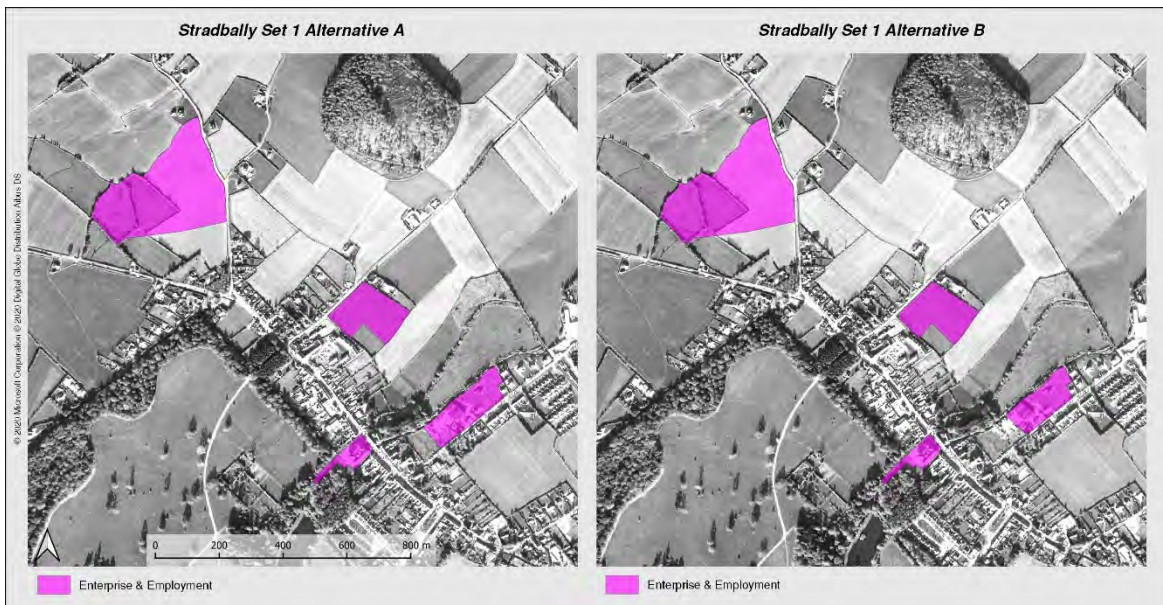 Stradbally Set 1 Alternative A
Stradbally Set 1 Alternative B
© 2020 Microsoft Corporation © 2020 Digital Globe Distribution Aibus DS
0 200 400 600 800 m
Enterprise & Employment
Enterprise & Employment